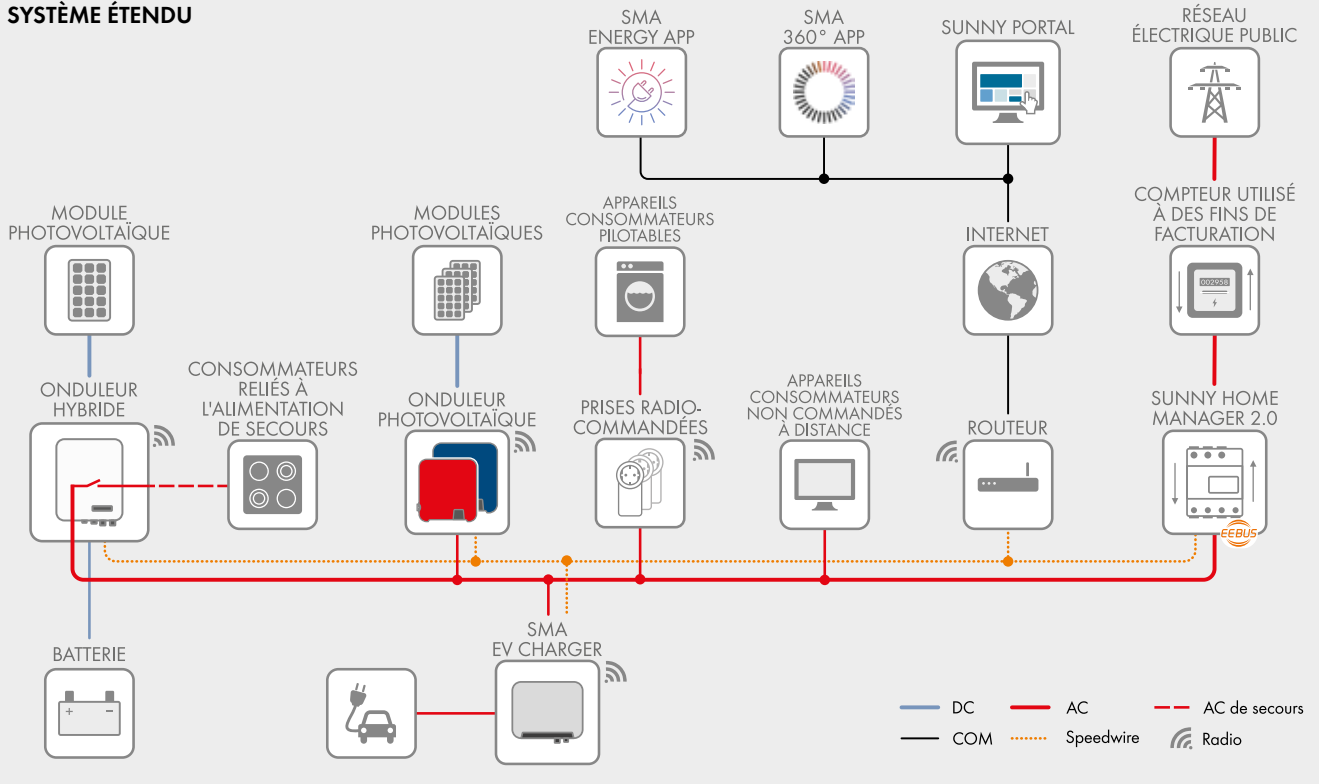 SYSTÈME ÉTENDU
SMA
ENERGY APP
SMA
360° APP
SUNNY PORTAL
RÉSEAU
ÉLECTRIQUE PUBLIC
MODULE
PHOTOVOLTAÏQUE
MODULES
PHOTOVOLTAÏQUES
APPAREILS
CONSOMMATEURS
PILOTABLES
INTERNET
COMPTEUR UTILISÉ
À DES FINS DE
FACTURATION
002958
ONDULEUR
HYBRIDE
CONSOMMATEURS
RELIÉS À
L'ALIMENTATION
DE SECOURS
ONDULEUR
PHOTOVOLTAÏQUE
PRISES RADIO-
COMMANDÉES
APPAREILS
CONSOMMATEURS
NON COMMANDÉS
À DISTANCE
ROUTEUR
SUNNY HOME
MANAGER 2.0
EEBUS
BATTERIE
+ −
SMA
EV CHARGER
DC
AC
AC de secours
COM
Speedwire
Radio